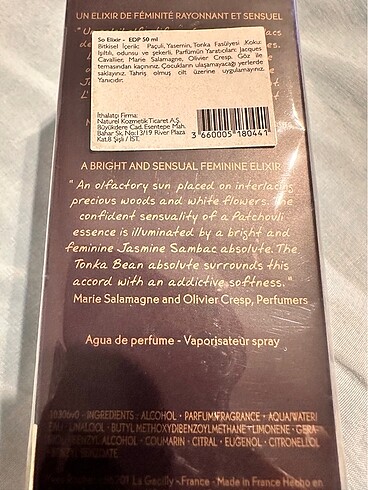 UN ELIXIR DE FÉMINITÉ RAYONNANT ET SENSUEL
So Elixir - EDP 50 ml
Bitkisel İçerik: Paçuli, Yasemin, Tonka Fasülyesi .Koku:
Işıltılı, odunsu ve şekerli, Parfümün Yaratıcıları: Jacques
Cavallier, Marie Salamagne, Olivier Cresp. Göz ile
temasından kaçınınız. Çocukların ulaşamayacağı yerlerde
saklayınız. Tahriş olmuş cilt üzerine uygulamayınız.
Yanıcıdır.
İthalatçı Firma:
Naturel Kozmetik Ticaret A.Ş.
Büyükdere Cad. Esentepe Mah.
Bahar Sk. No:13/19 River Plaza
Kat:8 Şişli / İST.
3 660005 180441
A BRIGHT AND SENSUAL FEMININE ELIXIR
"An olfactory sun placed on interlacing
precious woods and white flowers. The
confident sensuality of a Patchouli
essence is illuminated by a bright and
feminine Jasmine Sambac absolute. The
Tonka Bean absolute surrounds this
accord with an addictive softness."
Marie Salamagne and Olivier Cresp, Perfumers
Agua de perfume - Vaporisateur spray
INGREDIENTS : ALCOHOL • PARFUM/FRAGRANCE • AQUA/WATER/
LINALOOL • BUTYL METHOXYDIBENZOYLMETHANE • LIMONENE • GERA-
ALCOHOL • COUMARIN • CITRAL • EUGENOL • CITRONELLOL
BENZOATE
La Gacilly - France - Made in France Hecho en